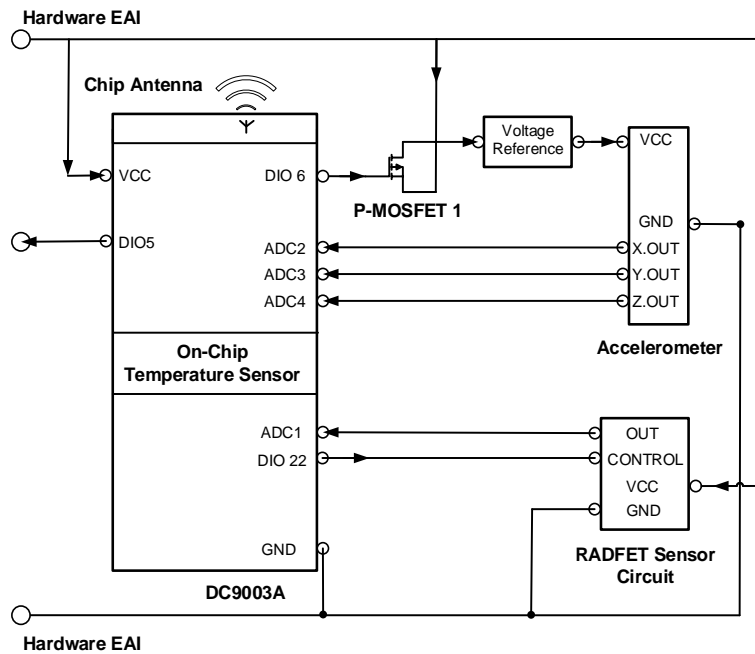 Hardware EAI
Chip Antenna
VCC
DIO 6
P-MOSFET 1
Voltage
Reference
VCC
GND
X.OUT
Y.OUT
Z.OUT
Accelerometer
DIO5
ADC2
ADC3
ADC4
On-Chip
Temperature Sensor
ADC1
DIO 22
GND
DC9003A
OUT
CONTROL
VCC
GND
RADFET Sensor
Circuit
Hardware EAI